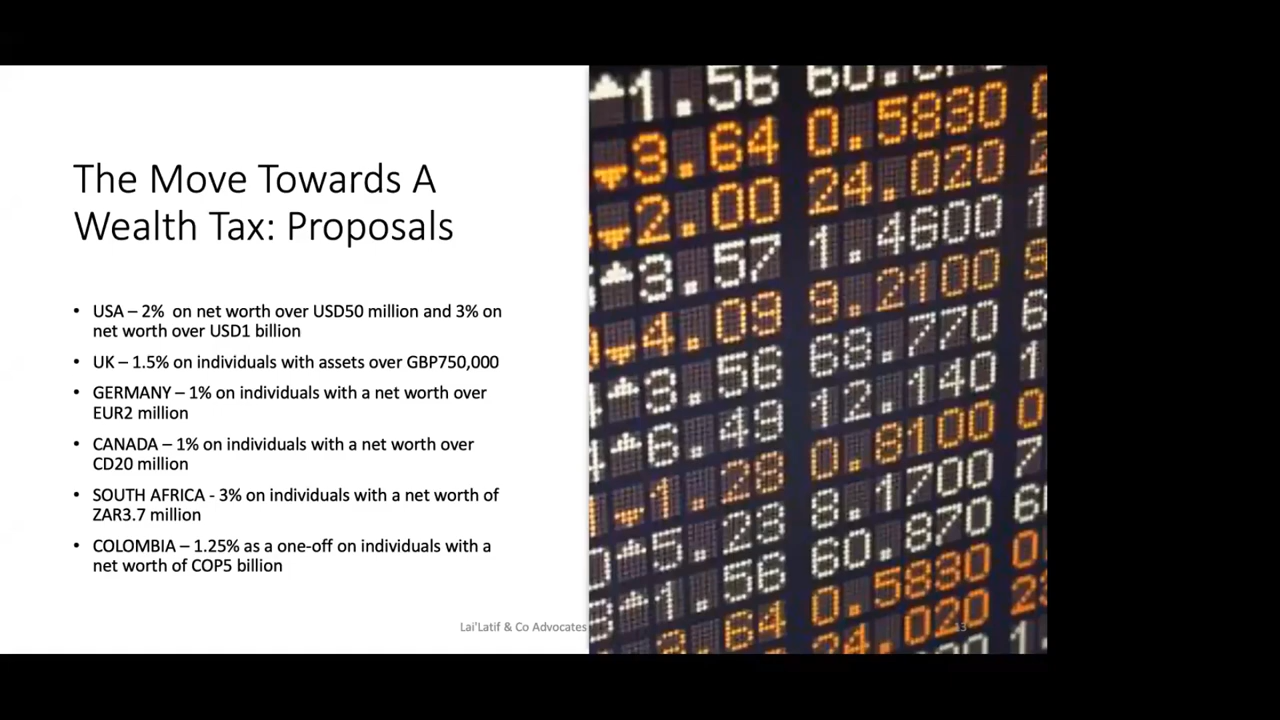 The Move Towards A
Wealth Tax: Proposals
• USA – 2%  on net worth over USD50 million and 3% on
net worth over USD1 billion
• UK – 1.5% on individuals with assets over GBP750,000
• GERMANY – 1% on individuals with a net worth over
EUR2 million
• CANADA – 1% on individuals with a net worth over
CD20 million
• SOUTH AFRICA - 3% on individuals with a net worth of
ZAR3.7 million
• COLOMBIA – 1.25% as a one-off on individuals with a
net worth of COP5 billion
Lai'Latif & Co Advocates
13
1.56
3.64 0.5830
2.00 24.020
3.57 1.4600
4.09 9.2100
8.56 68.770
6.49 12.140
1.28 0.8100
5.23 8.1700
1.56 60.870
3.64 0.5830
24.020